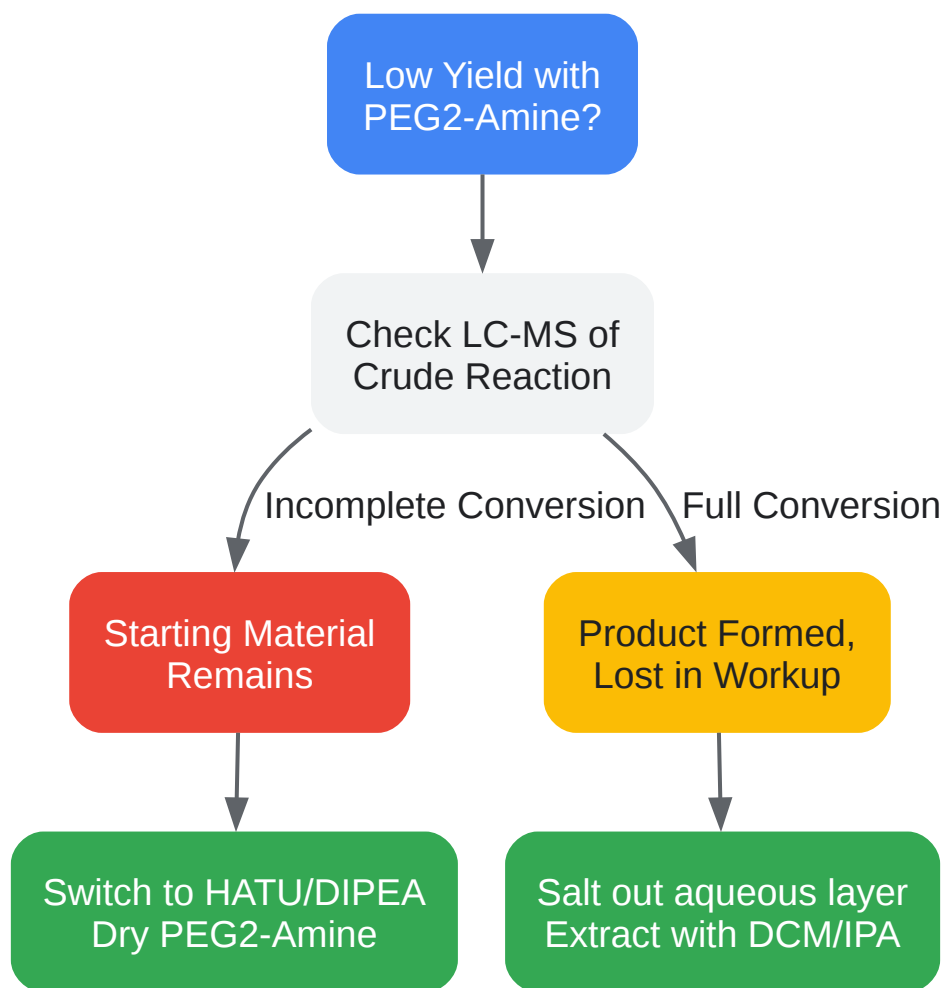 Low Yield with
PEG2-Amine?
Check LC-MS of
Crude Reaction
Incomplete Conversion
Full Conversion
Starting Material
Remains
Product Formed,
Lost in Workup
Switch to HATU/DIPEA
Dry PEG2-Amine
Salt out aqueous layer
Extract with DCM/IPA